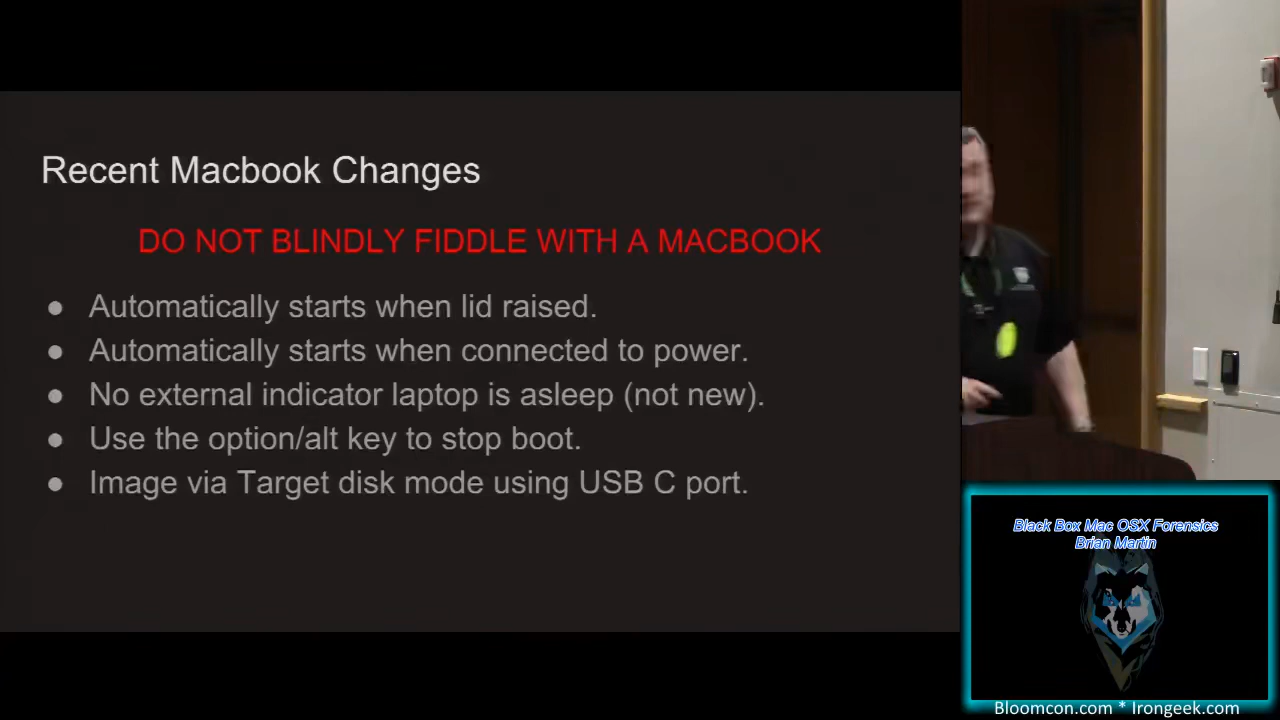 Recent Macbook Changes
DO NOT BLINDLY FIDDLE WITH A MACBOOK
● Automatically starts when lid raised.
● Automatically starts when connected to power.
● No external indicator laptop is asleep (not new).
● Use the option/alt key to stop boot.
● Image via Target disk mode using USB C port.
Black Box Mac OSX Forensics
Brian Martin
Bloomcon.com * Irongeek.com